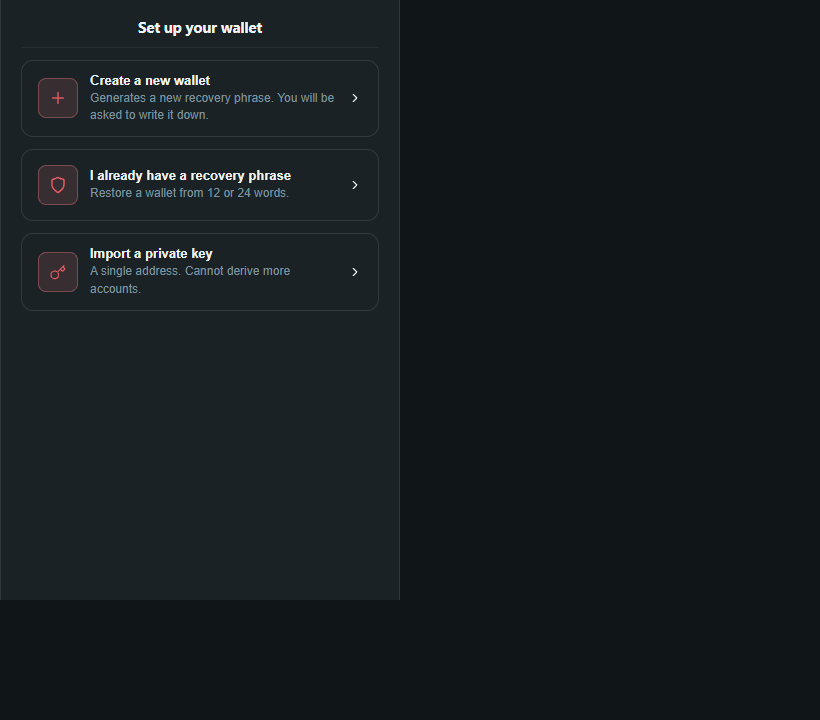 Set up your wallet
Create a new wallet
Generates a new recovery phrase. You will be
asked to write it down.
I already have a recovery phrase
Restore a wallet from 12 or 24 words.
Import a private key
A single address. Cannot derive more
accounts.